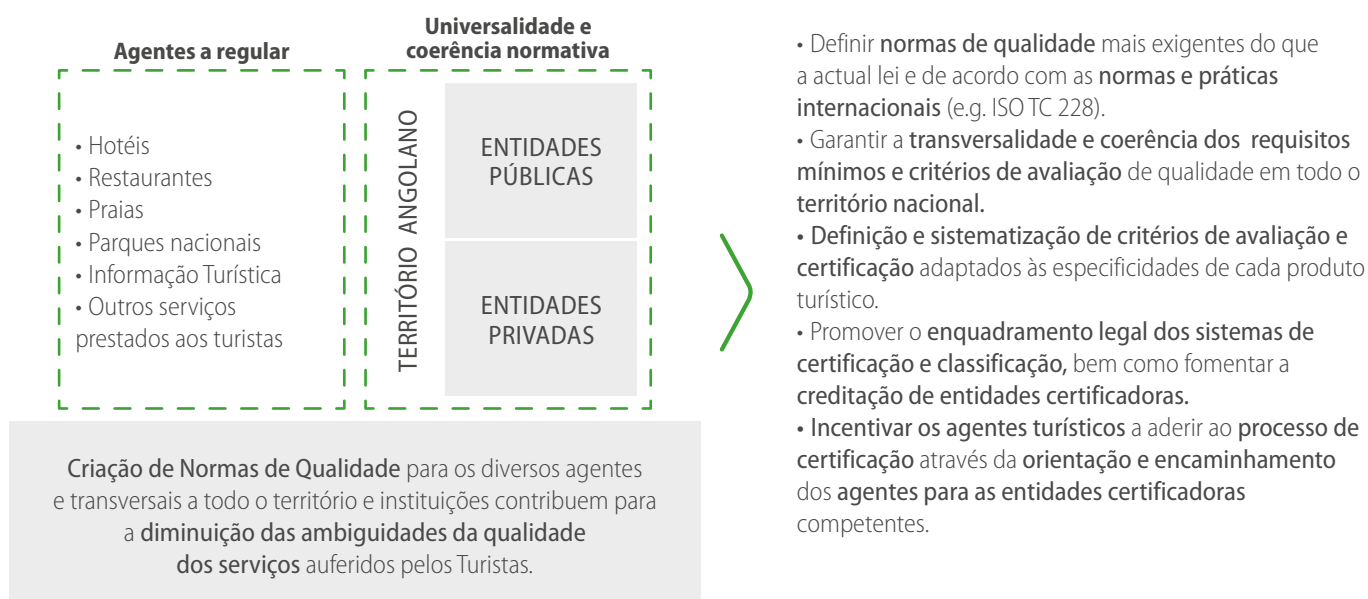 Agentes a regular
• Hotéis
• Restaurantes
• Praias
• Parques nacionais
• Informação Turística
• Outros serviços
prestados aos turistas
Universalidade e
coerência normativa
TERRITÓRIO ANGOLANO
ENTIDADES
PÚBLICAS
ENTIDADES
PRIVADAS
Criação de Normas de Qualidade para os diversos agentes
e transversais a todo o território e instituições contribuem para
a diminuição das ambiguidades da qualidade
dos serviços auferidos pelos Turistas.
• Definir normas de qualidade mais exigentes do que
a actual lei e de acordo com as normas e práticas
internacionais (e.g. ISO TC 228).
• Garantir a transversalidade e coerência dos requisitos
mínimos e critérios de avaliação de qualidade em todo o
território nacional.
• Definição e sistematização de critérios de avaliação e
certificação adaptados às especificidades de cada produto
turístico.
• Promover o enquadramento legal dos sistemas de
certificação e classificação, bem como fomentar a
creditação de entidades certificadoras.
• Incentivar os agentes turísticos a aderir ao processo de
certificação através da orientação e encaminhamento
dos agentes para as entidades certificadoras
competentes.